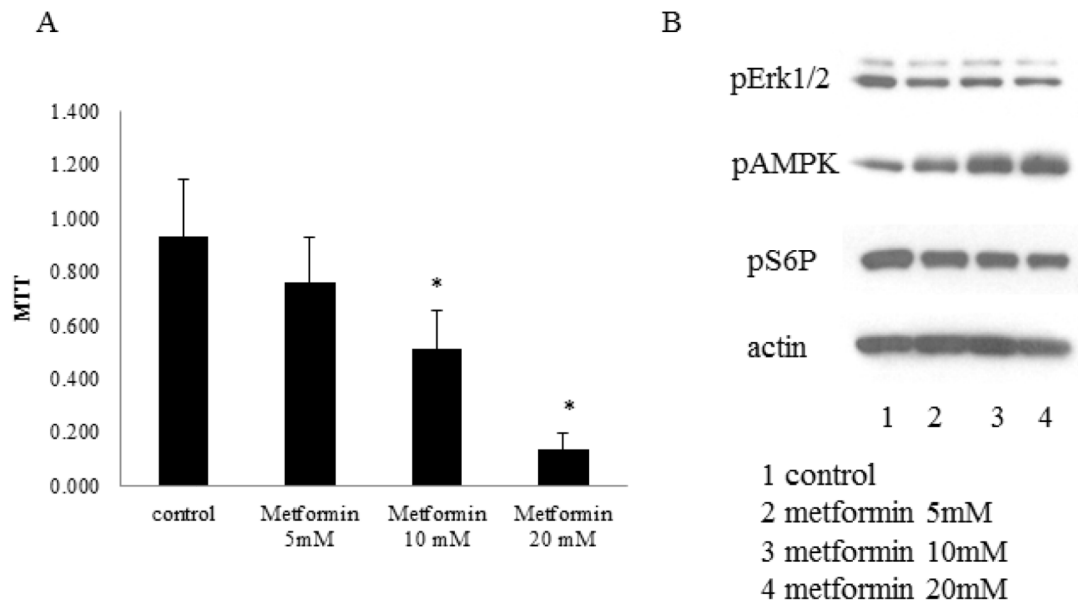 A
1.400
1.200
1.000
0.800
0.600
0.400
0.200
0.000
MTT
*
*
control
Metformin
5mM
Metformin
10 mM
Metformin
20 mM
B
pErk1/2
pAMPK
pS6P
actin
1 2 3 4
1 control
2 metformin 5mM
3 metformin 10mM
4 metformin 20mM